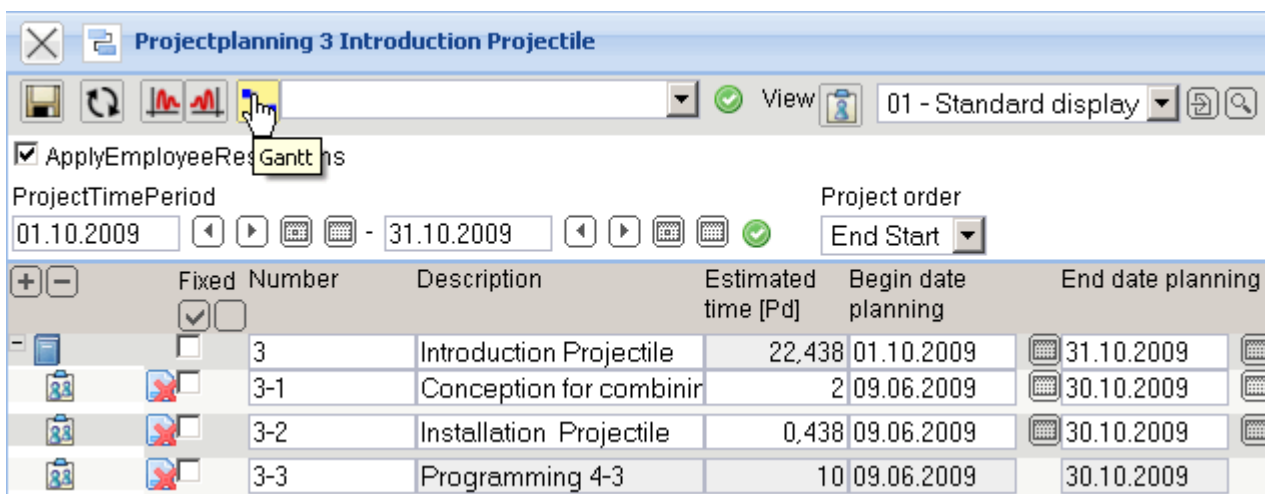 Projectplanning 3 Introduction Projectile
View 01 - Standard display
ApplyEmployeeRes
Gantt
ns
ProjectTimePeriod Project order
01.10.2009 - 31.10.2009 End Start
Fixed Number Description Estimated time [Pd] Begin date planning End date planning
3 Introduction Projectile 22,438 01.10.2009 31.10.2009
3-1 Conception for combinin 2 09.06.2009 30.10.2009
3-2 Installation Projectile 0,438 09.06.2009 30.10.2009
3-3 Programming 4-3 10 09.06.2009 30.10.2009